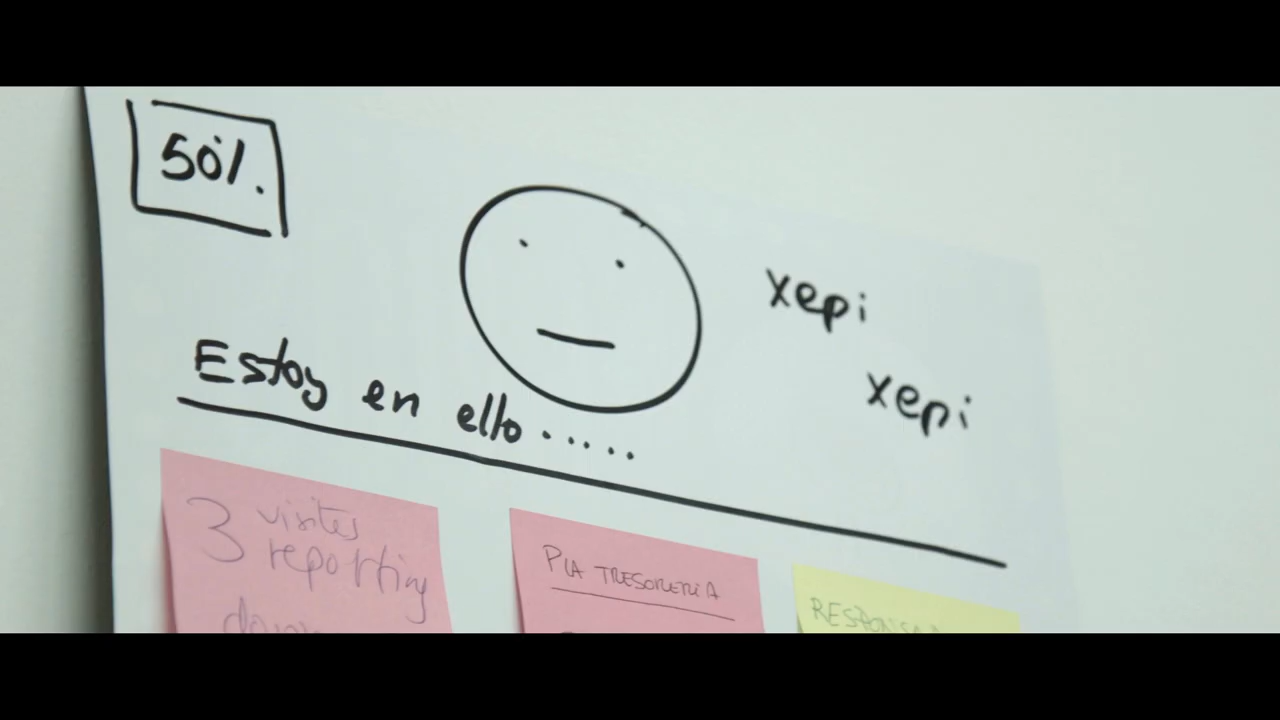 50%.
xepi
xepi
Estoy en ello.....
3 visites
reporting
PLA TRESORERIA